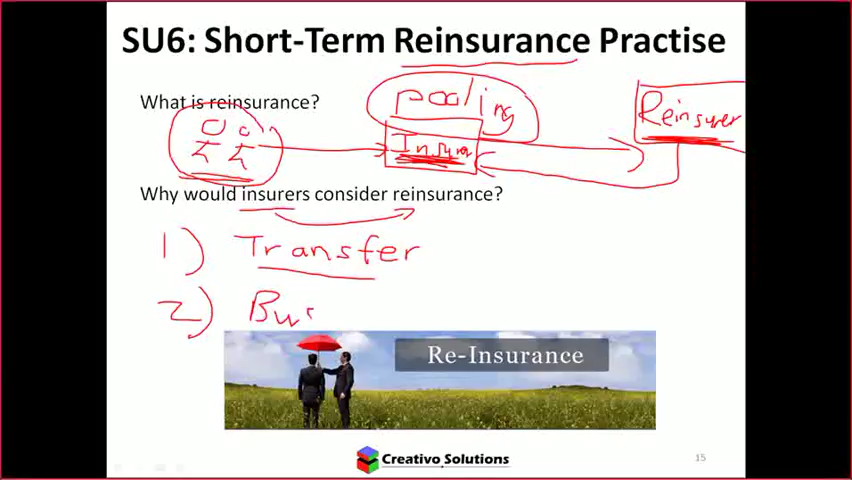 SU6: Short-Term Reinsurance Practise
What is reinsurance?
pooling
Reinsurer
Insurer
Why would insurers consider reinsurance?
1) Transfer
2) Bus
Re-Insurance
Creativo Solutions
15